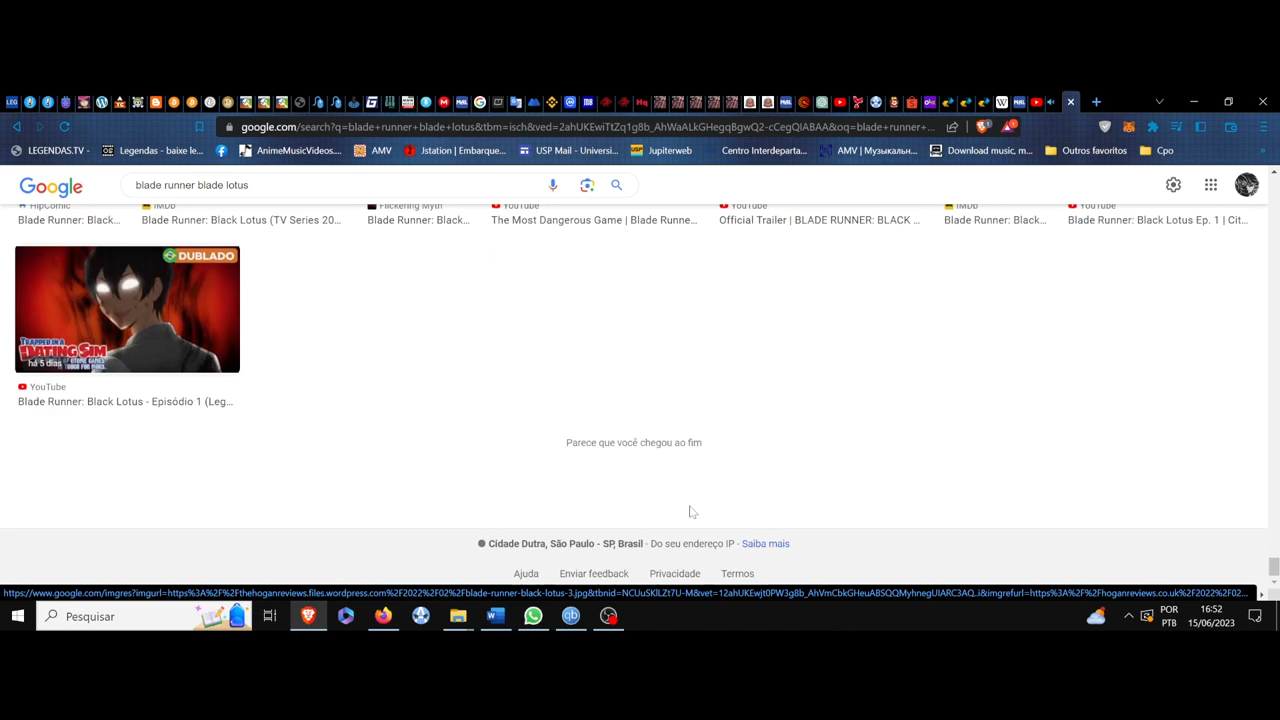 google.com/search?q=blade+runner+blade+lotus&tbm=isch&ved=2ahUKEwiTtZq1g8b_AhWaALkGHegqBgwQ2-cCegQIABAA&oq=blade+runner+...
LEGENDAS.TV - Legendas - baixe le... AnimeMusicVideos.... AMV Jstation | Embarque... USP Mail - Universi... Jupiterweb Centro Interdeparta... AMV | Музыкальн... Download music, m... Outros favoritos Cpo
Google blade runner blade lotus
HipComic IMDb Flickering Myth YouTube YouTube IMDb YouTube
Blade Runner: Black... Blade Runner: Black Lotus (TV Series 20... Blade Runner: Black... The Most Dangerous Game | Blade Runne... Official Trailer | BLADE RUNNER: BLACK ... Blade Runner: Black... Blade Runner: Black Lotus Ep. 1 | Cit...
DUBLADO
TRAPPED IN A
DATING SIM
há 5 dias
YouTube
Blade Runner: Black Lotus - Episódio 1 (Leg...
Parece que você chegou ao fim
Cidade Dutra, São Paulo - SP, Brasil - Do seu endereço IP - Saiba mais
Ajuda Enviar feedback Privacidade Termos
Pesquisar
POR
PTB
16:52
15/06/2023